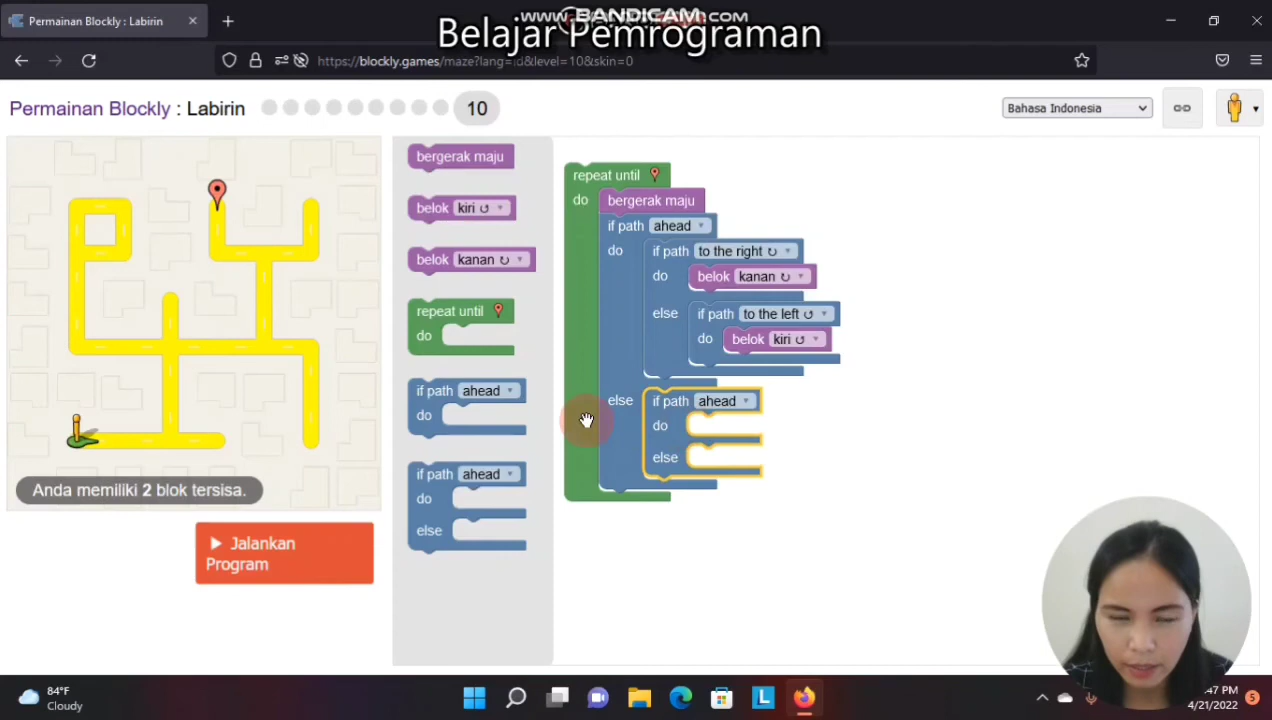 www.BANDICAM.com
Permainan Blockly : Labirin
Belajar Pemrograman
https://blockly.games/maze?lang=id&level=10&skin=0
Permainan Blockly : Labirin
10
Bahasa Indonesia
bergerak maju
belok kiri ↺
belok kanan ↻
repeat until
do
if path ahead
do
if path ahead
do
else
repeat until
do
bergerak maju
if path ahead
do
if path to the right ↻
do
belok kanan ↻
else
if path to the left ↺
do
belok kiri ↺
else
if path ahead
do
else
Anda memiliki 2 blok tersisa.
Jalankan
Program
84°F
Cloudy
4/21/2022
5